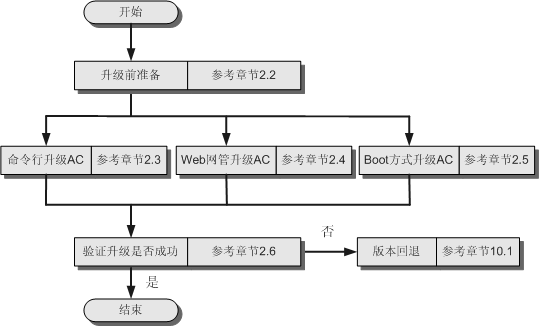 开始
升级前准备 参考章节2.2
命令行升级AC 参考章节2.3 Web网管升级AC 参考章节2.4 Boot方式升级AC 参考章节2.5
否
验证升级是否成功 参考章节2.6 版本回退 参考章节10.1
是
结束